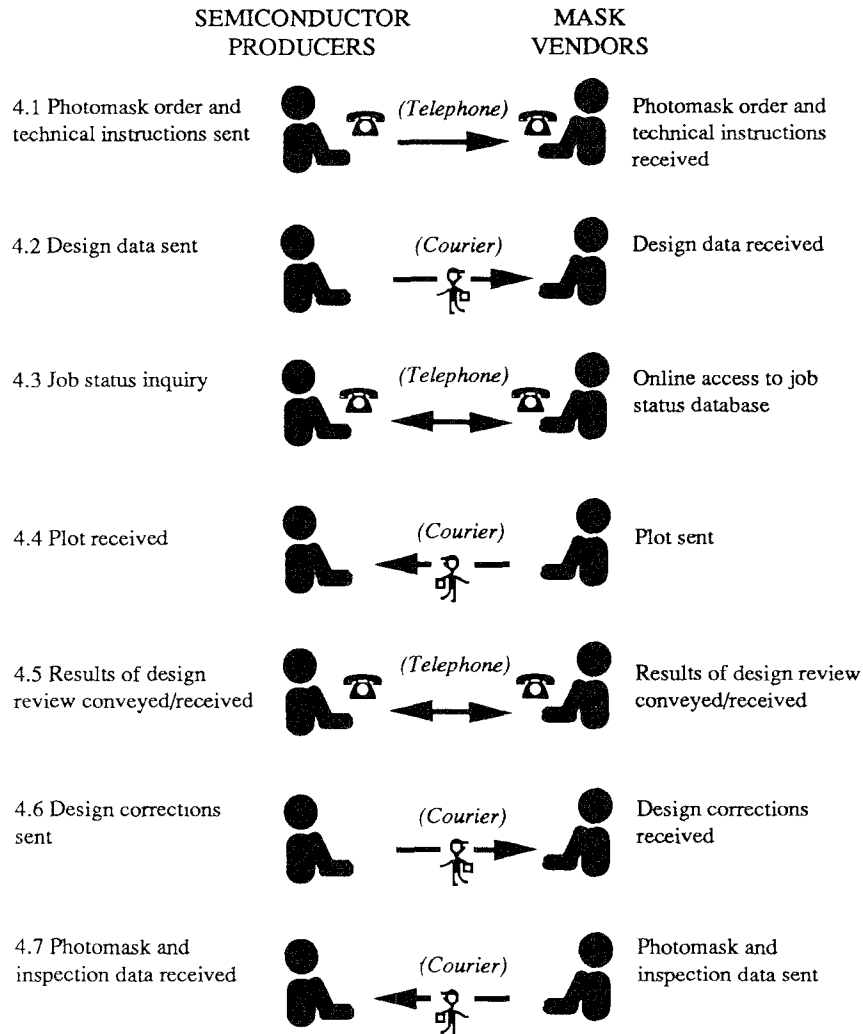 SEMICONDUCTOR
PRODUCERS
MASK
VENDORS
4.1 Photomask order and
technical instructions sent
(Telephone)
Photomask order and
technical instructions
received
4.2 Design data sent
(Courier)
Design data received
4.3 Job status inquiry
(Telephone)
Online access to job
status database
4.4 Plot received
(Courier)
Plot sent
4.5 Results of design
review conveyed/received
(Telephone)
Results of design review
conveyed/received
4.6 Design corrections
sent
(Courier)
Design corrections
received
4.7 Photomask and
inspection data received
(Courier)
Photomask and
inspection data sent